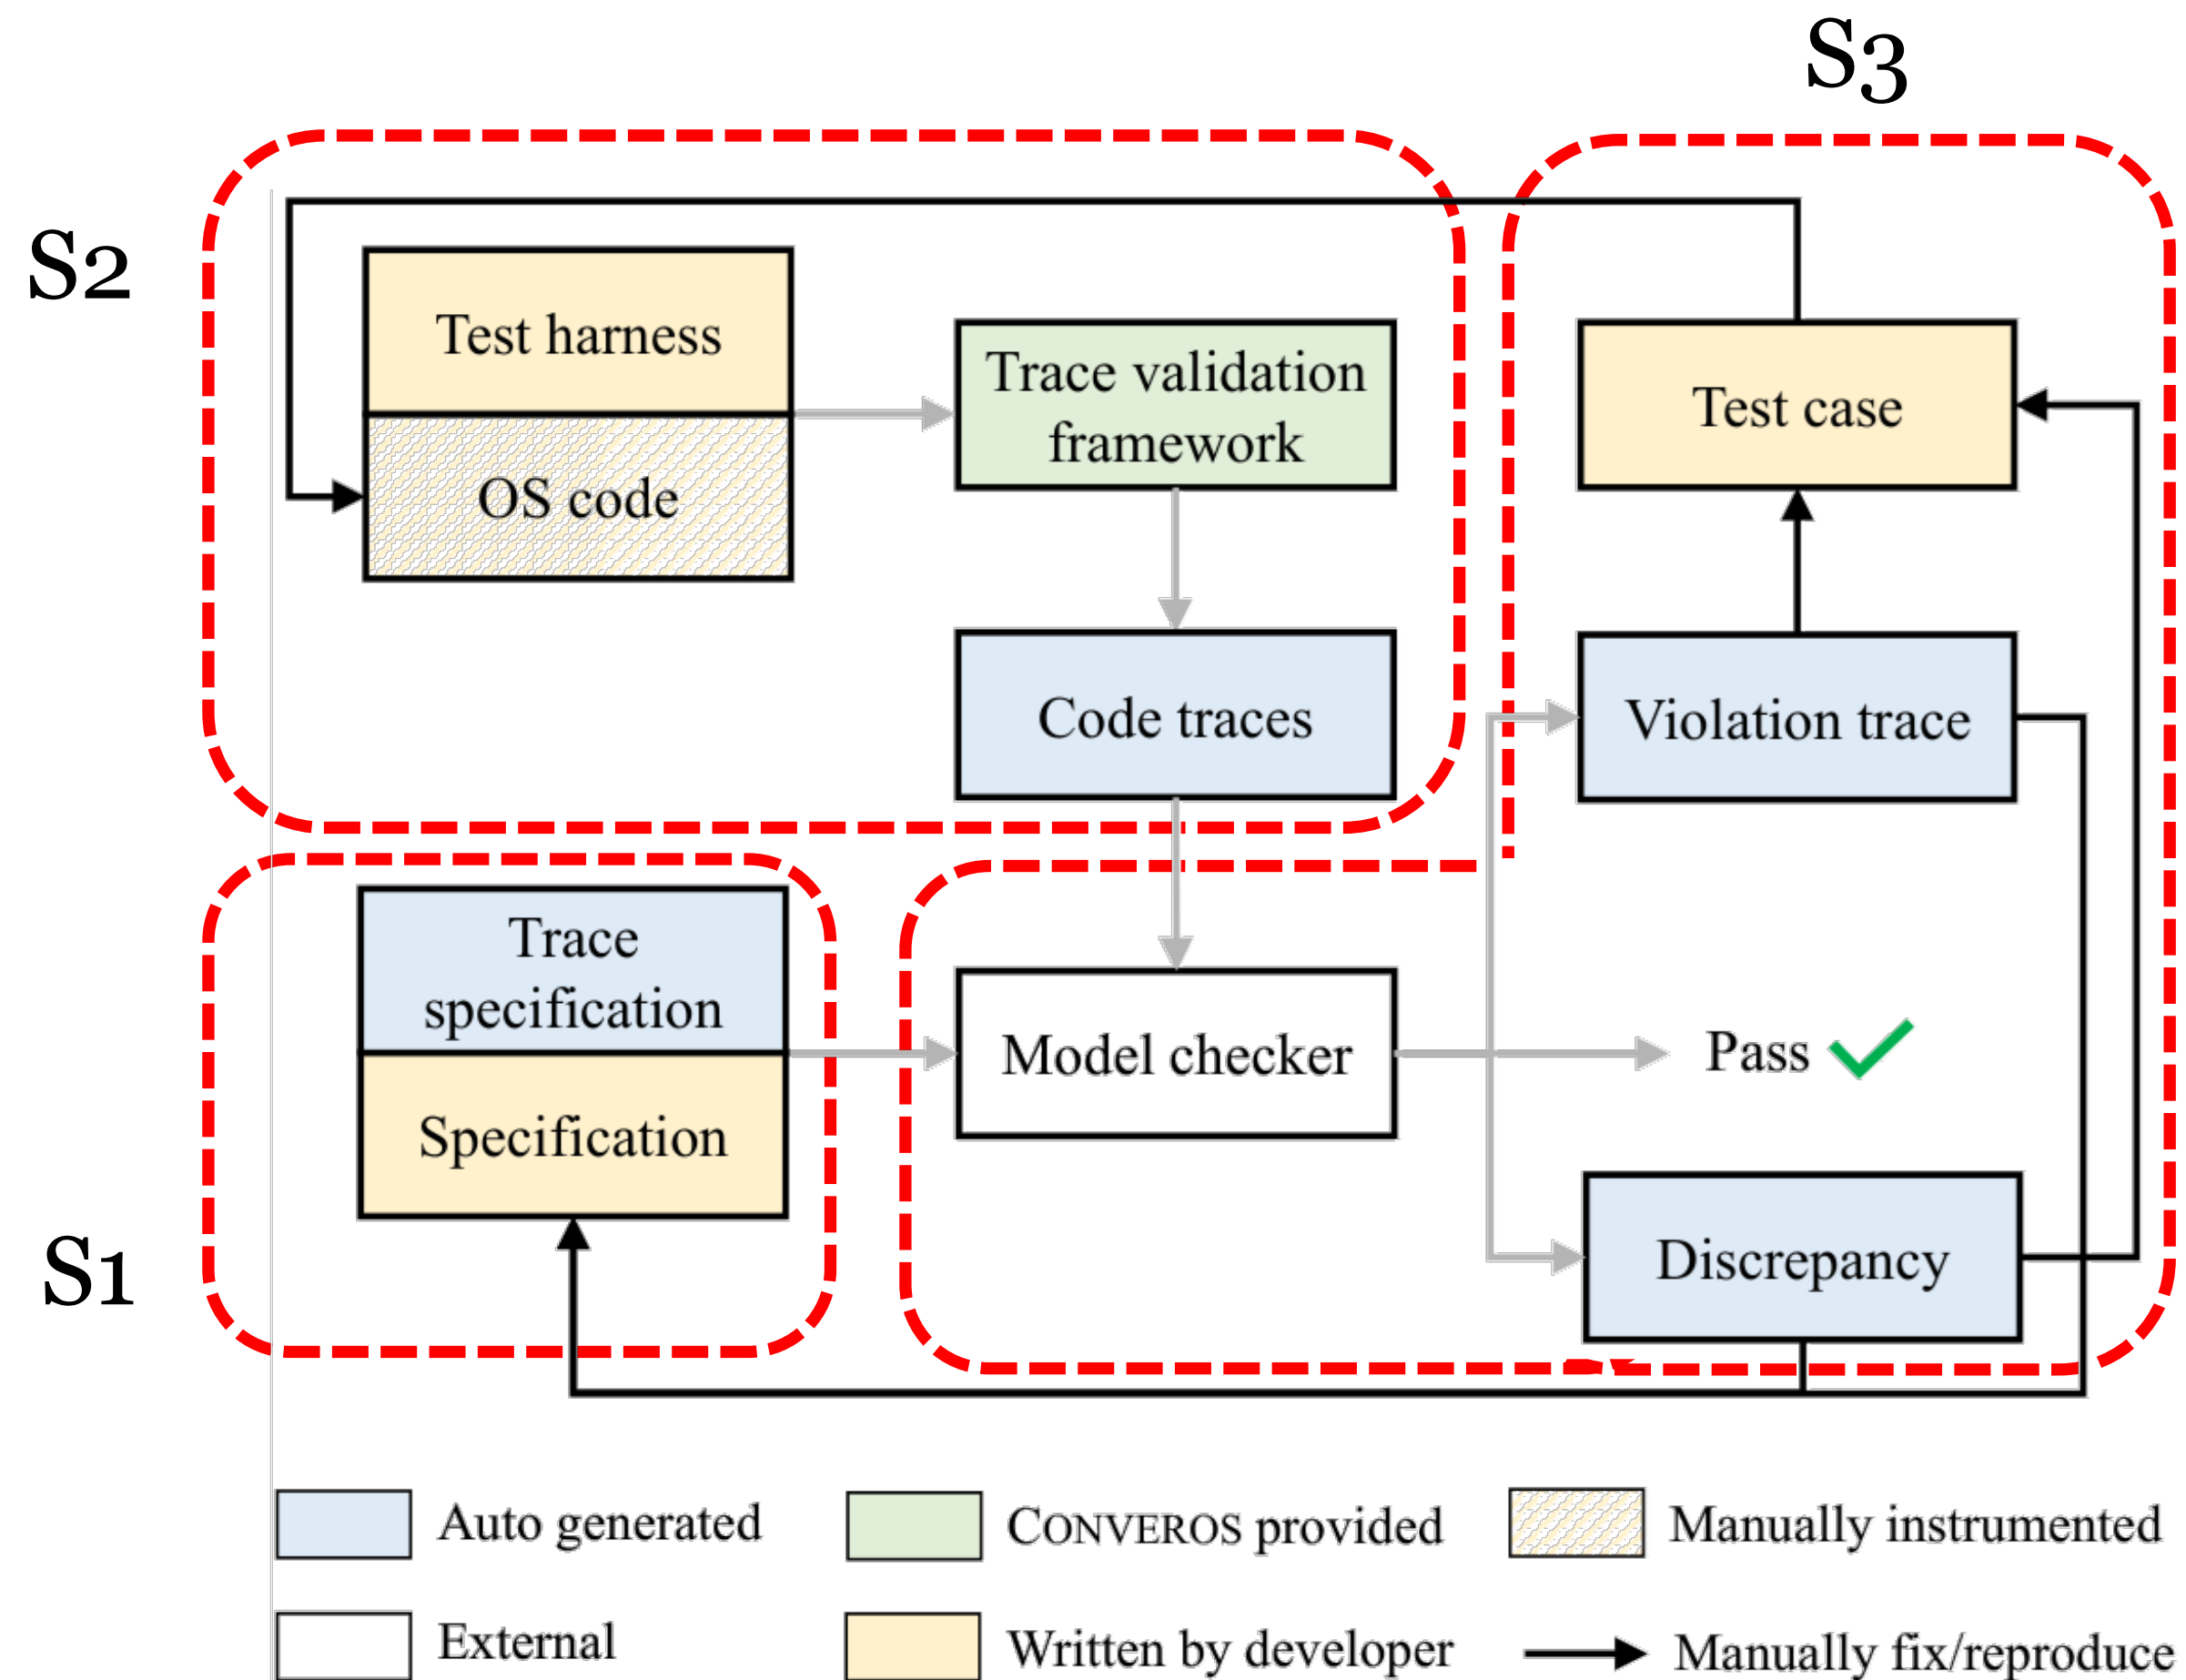 S3
S2
Test harness
OS code
Trace validation
framework
Test case
Code traces
Violation trace
Trace
specification
Specification
Model checker
Pass
Discrepancy
S1
Auto generated
CONVEROS provided
Manually instrumented
External
Written by developer
Manually fix/reproduce